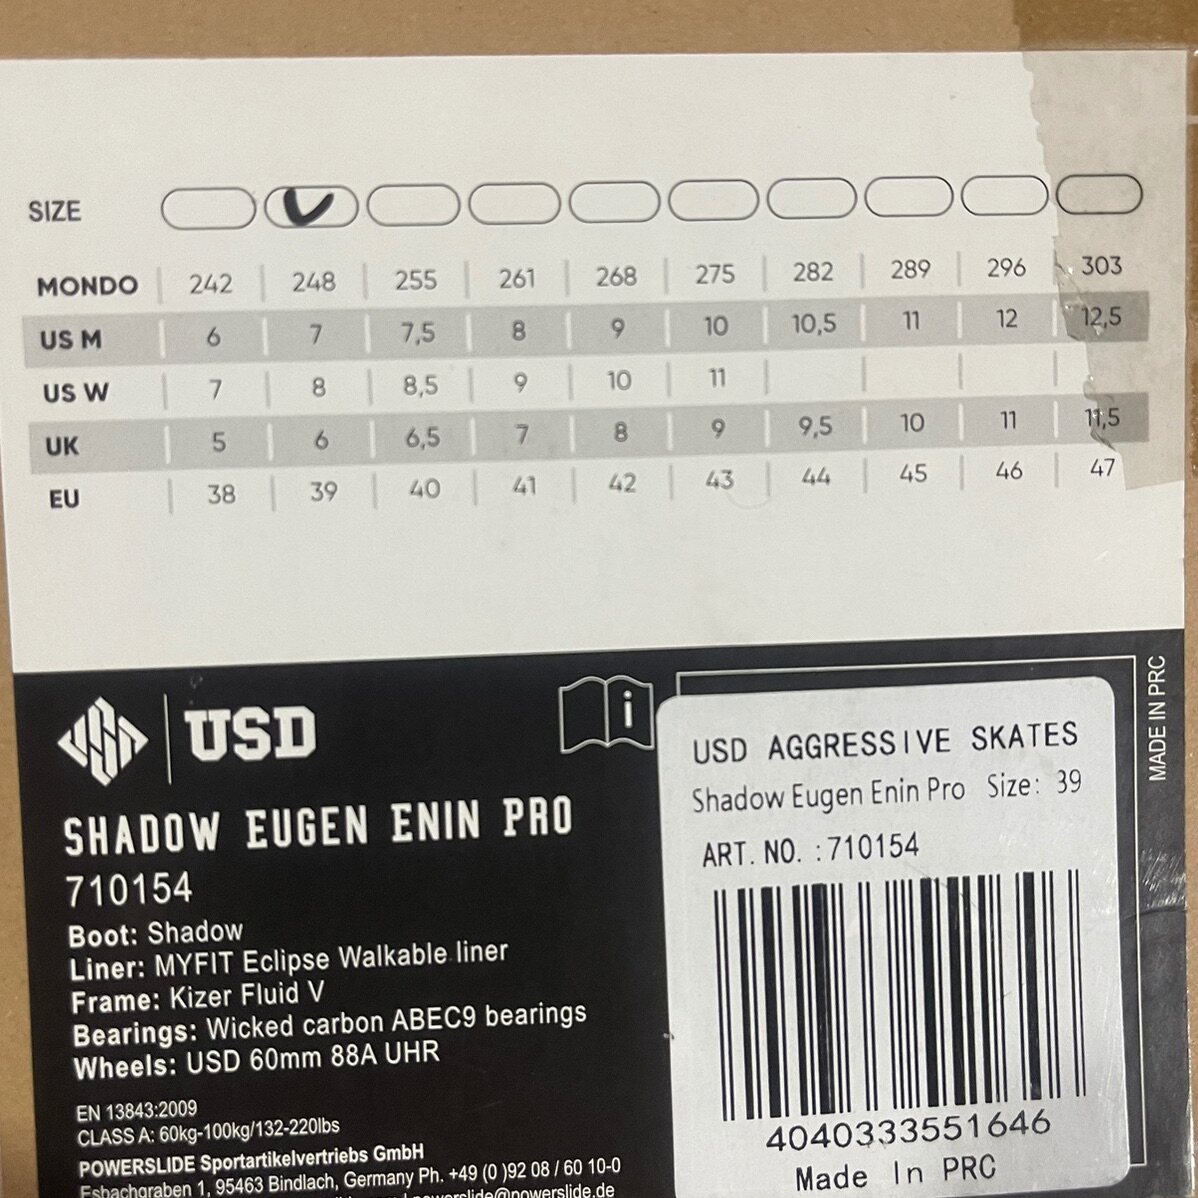 SIZE
MONDO 242 248 255 261 268 275 282 289 296 303
US M 6 7 7,5 8 9 10 10,5 11 12 12,5
US W 7 8 8,5 9 10 11
UK 5 6 6,5 7 8 9 9,5 10 11 11,5
EU 38 39 40 41 42 43 44 45 46 47
USD
i
SHADOW EUGEN ENIN PRO
710154
Boot: Shadow
Liner: MYFIT Eclipse Walkable liner
Frame: Kizer Fluid V
Bearings: Wicked carbon ABEC9 bearings
Wheels: USD 60mm 88A UHR
EN 13843:2009
CLASS A: 60kg-100kg/132-220lbs
POWERSLIDE Sportartikelvertriebs GmbH
Esbachgraben 1, 95463 Bindlach, Germany Ph. +49 (0 )92 08 / 60 10-0
powerslide@powerslide.de
USD AGGRESSIVE SKATES
Shadow Eugen Enin Pro Size: 39
ART. NO. :710154
4040333551646
Made In PRC
MADE IN PRC